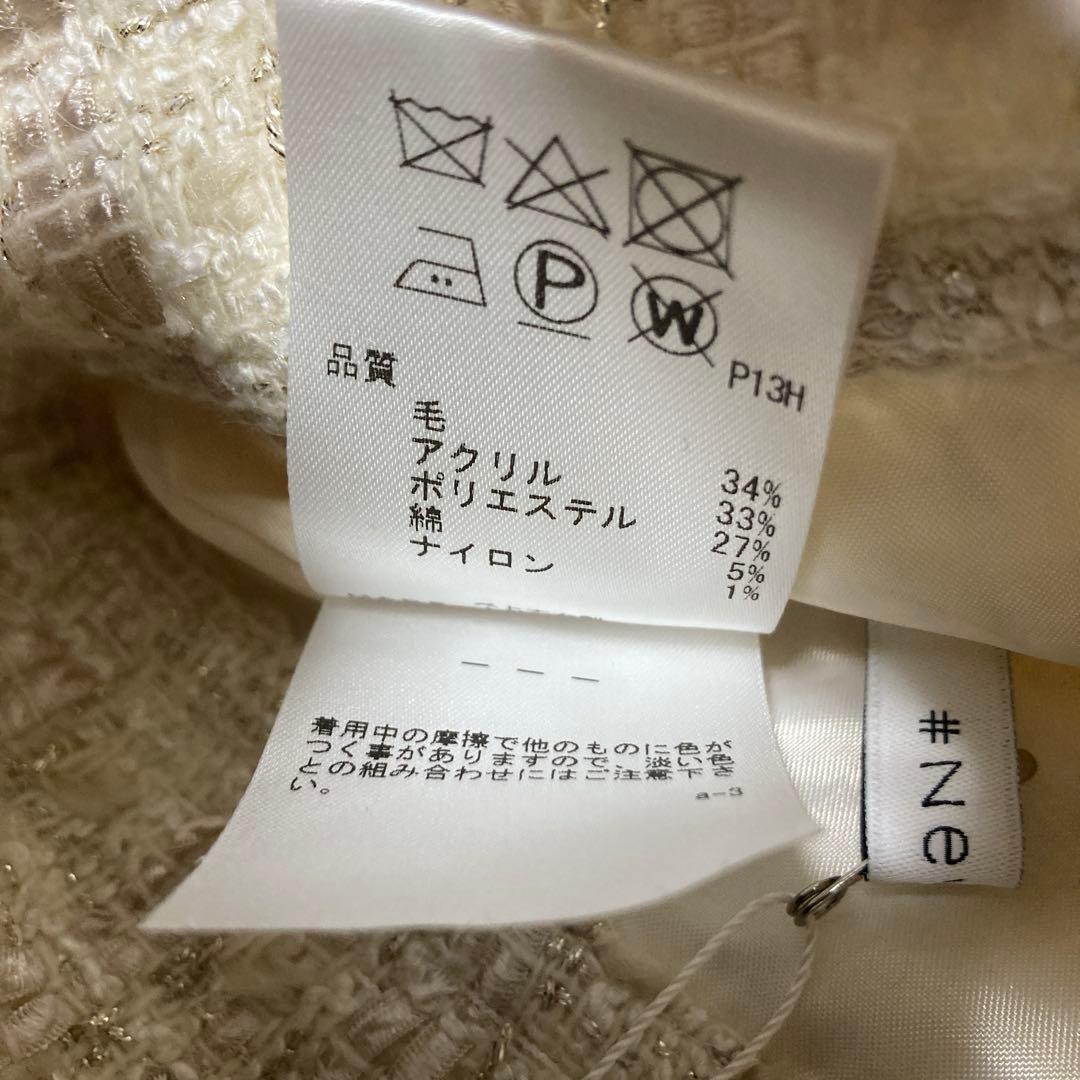 P
W
P13H
品質
毛 34%
アクリル 33%
ポリエステル 27%
綿 5%
ナイロン 1%
着用中の摩擦で他のものに色が
つく事がありますので、淡い色
との組み合わせにはご注意下さ
い。
a-3
#Ne